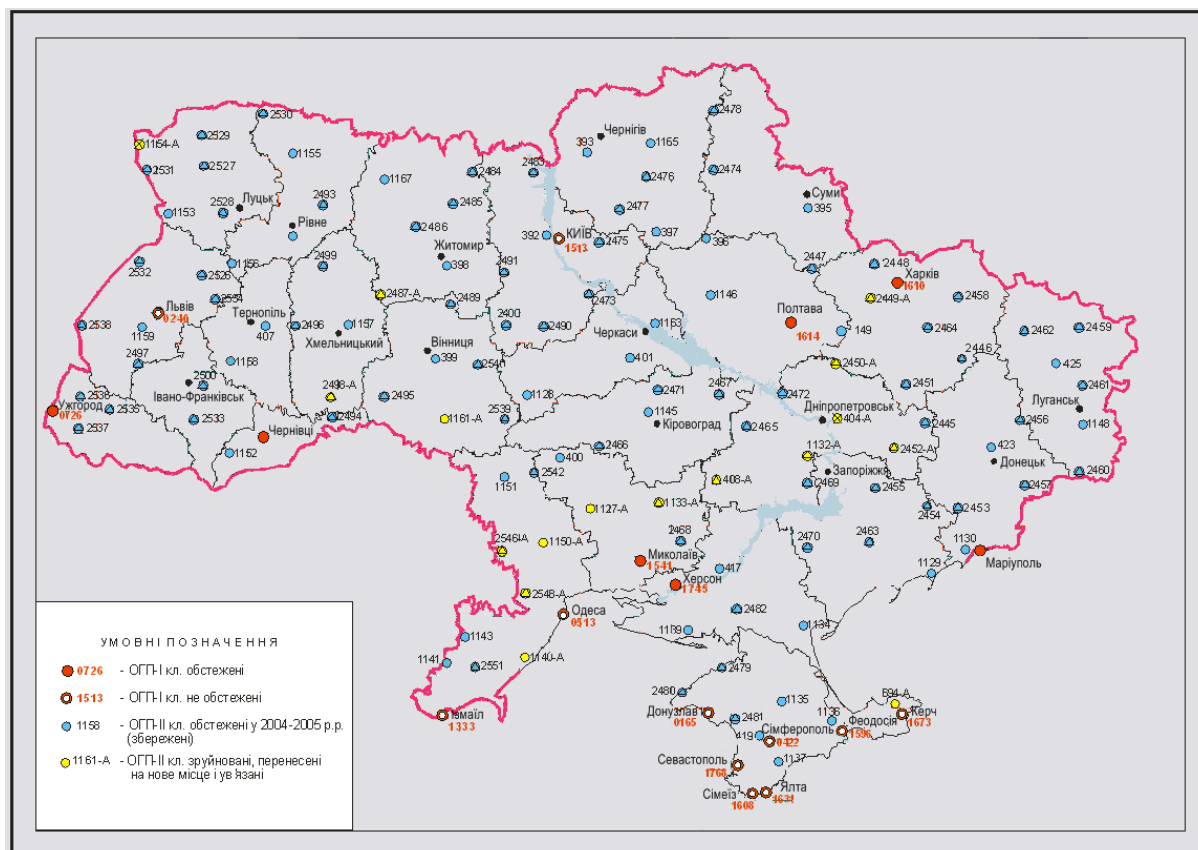 2478
2530
2529
Чернігів
1154-А
1155
393
1165
2531
2527
2483
2484
2474
1167
2476
Луцьк
2493
2485
Суми
1153
2528
2477
395
Рівне
2486
392
КИЇВ
397
396
1513
2475
Житомир
2532
1156
2499
398
2491
2447
2448
2526
Харків
1610
2487-А
2473
1146
2449-А
2458
2554
2489
Львів
0246
Тернопіль
2538
1159
407
2496
1157
2400
2490
Черкаси
1163
Полтава
1614
149
2464
2462
2459
Хмельницький
Вінниця
2497
1158
399
2540
401
2450-А
2446
425
2500
Івано-Франківськ
2498-А
2495
1128
2471
2467
2472
2451
2461
2536
Ужгород
0726
2535
2494
1161-А
2539
1145
Дніпропетровськ
404-А
Луганськ
2537
2533
Чернівці
Кіровоград
2465
2445
2456
1148
1152
2466
1132-А
2452-А
423
400
Донецьк
2542
Запоріжжя
1151
408-А
2469
2455
2457
2460
1127-А
1133-А
2454
2453
2468
2546-А
1150-А
2470
2463
1130
Миколаїв
1541
417
Маріуполь
Херсон
1745
1129
2548-А
Одеса
0513
2482
1139
1134
1143
1141
2551
1140-А
2479
2480
1135
694-А
Ізмаїл
1333
Донузлав
0165
2481
1136
Феодосія
1596
Керч
1673
Сімферополь
419
0422
Севастополь
1768
1137
Ялта
Сімеїз
1608
1631
УМОВНІ ПОЗНАЧЕННЯ
0726 - ОГП-І кл. обстежені
1513 - ОГП-І кл. не обстежені
1158 - ОГП-ІІ кл. обстежені у 2004-2005 р.р.
(збережені)
1161-А - ОГП-ІІ кл. зруйновані, перенесені
на нове місце і ув'язані